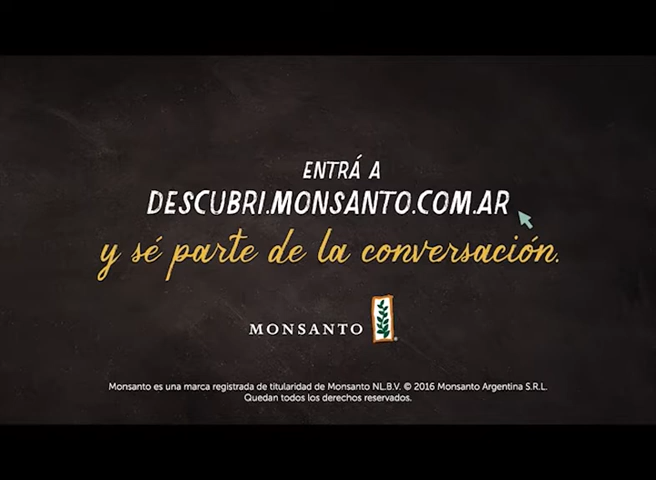 ENTRÁ A
DESCUBRI.MONSANTO.COM.AR
y sé parte de la conversación.
MONSANTO
Monsanto es una marca registrada de titularidad de Monsanto NL.B.V. © 2016 Monsanto Argentina S.R.L.
Quedan todos los derechos reservados.